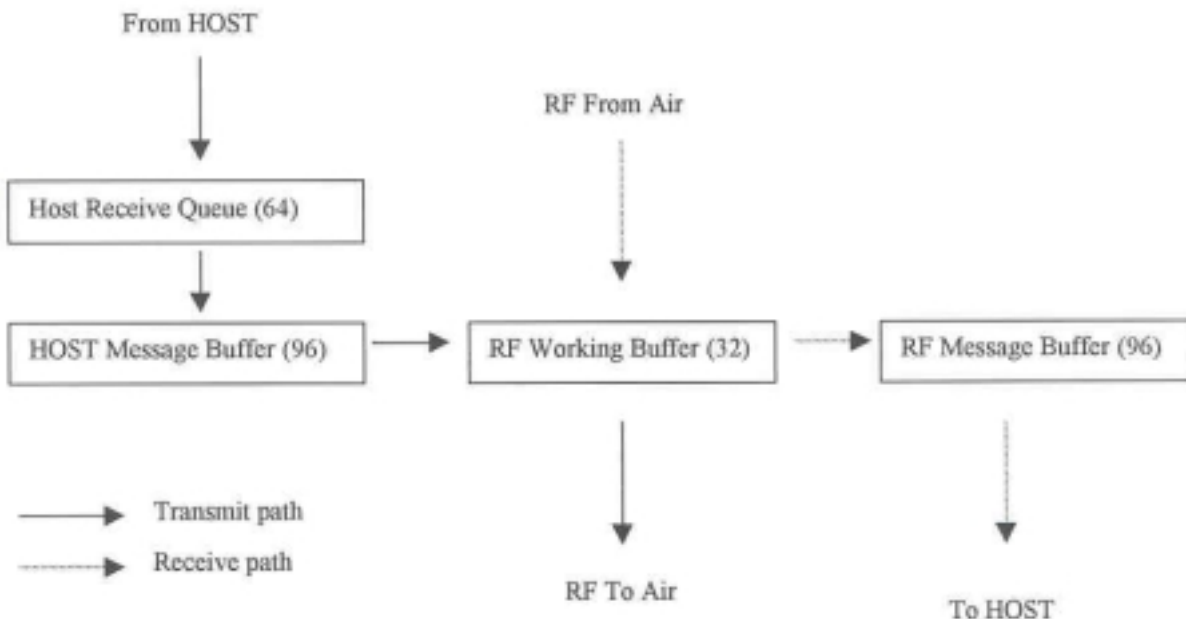 From HOST
RF From Air
Host Receive Queue (64)
HOST Message Buffer (96)
RF Working Buffer (32)
RF Message Buffer (96)
Transmit path
Receive path
RF To Air
To HOST